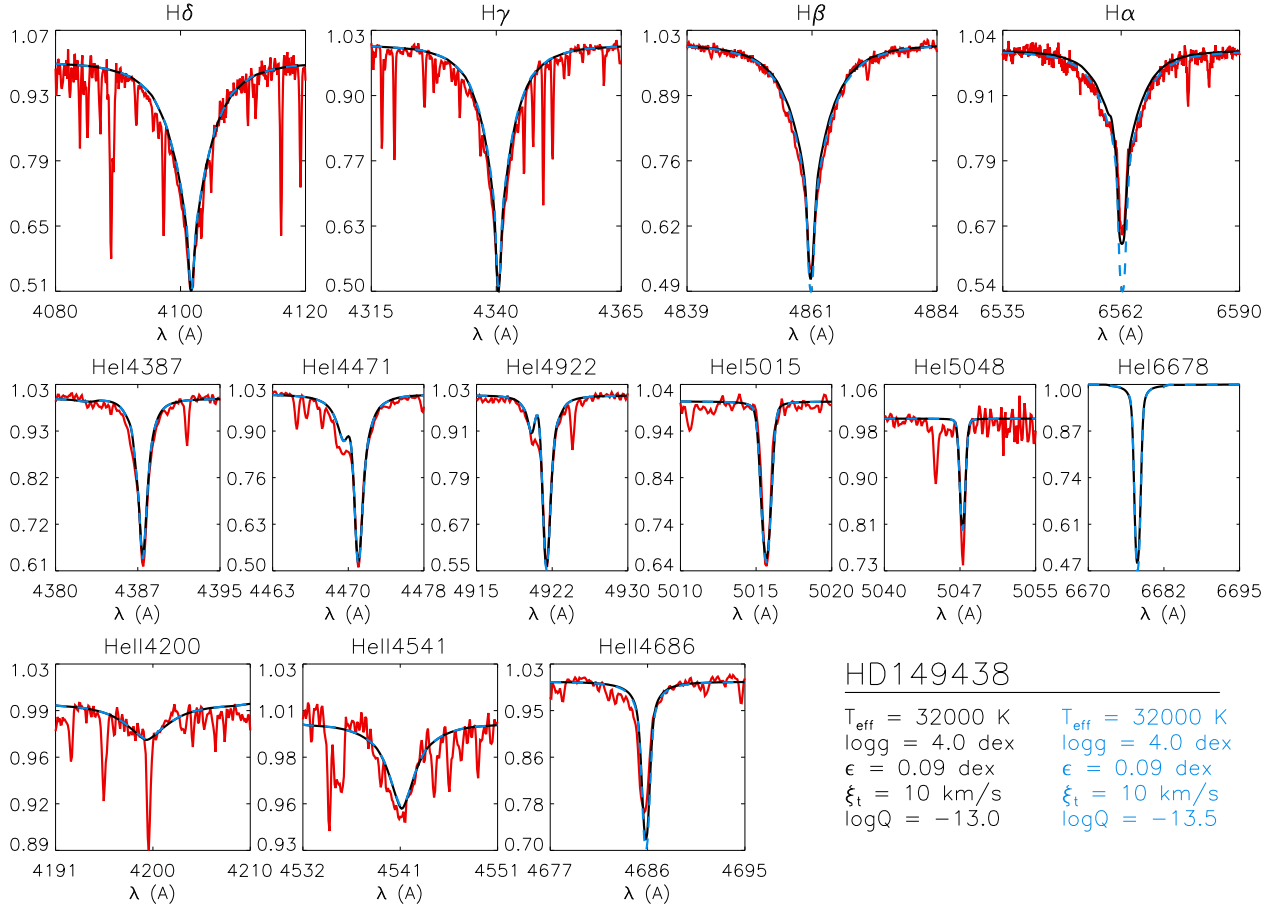 Hδ Hγ Hβ Hα
1.07 0.93 0.79 0.65 0.51
4080 4100 4120
λ (A)
1.03 0.90 0.77 0.63 0.50
4315 4340 4365
λ (A)
1.03 0.89 0.76 0.62 0.49
4839 4861 4884
λ (A)
1.04 0.91 0.79 0.67 0.54
6535 6562 6590
λ (A)
HeI4387 HeI4471 HeI4922 HeI5015 HeI5048 HeI6678
1.03 0.93 0.82 0.72 0.61
4380 4387 4395
λ (A)
1.03 0.90 0.76 0.63 0.50
4463 4470 4478
λ (A)
1.03 0.91 0.79 0.67 0.55
4915 4922 4930
λ (A)
1.04 0.94 0.84 0.74 0.64
5010 5015 5020
λ (A)
1.06 0.98 0.90 0.81 0.73
5040 5047 5055
λ (A)
1.00 0.87 0.74 0.61 0.47
6670 6682 6695
λ (A)
HeII4200 HeII4541 HeII4686
1.03 0.99 0.96 0.92 0.89
4191 4200 4210
λ (A)
1.03 1.01 0.98 0.96 0.93
4532 4541 4551
λ (A)
1.03 0.95 0.86 0.78 0.70
4677 4686 4695
λ (A)
HD149438
T_eff = 32000 K
logg = 4.0 dex
ϵ = 0.09 dex
ξ_t = 10 km/s
logQ = −13.0
T_eff = 32000 K
logg = 4.0 dex
ϵ = 0.09 dex
ξ_t = 10 km/s
logQ = −13.5